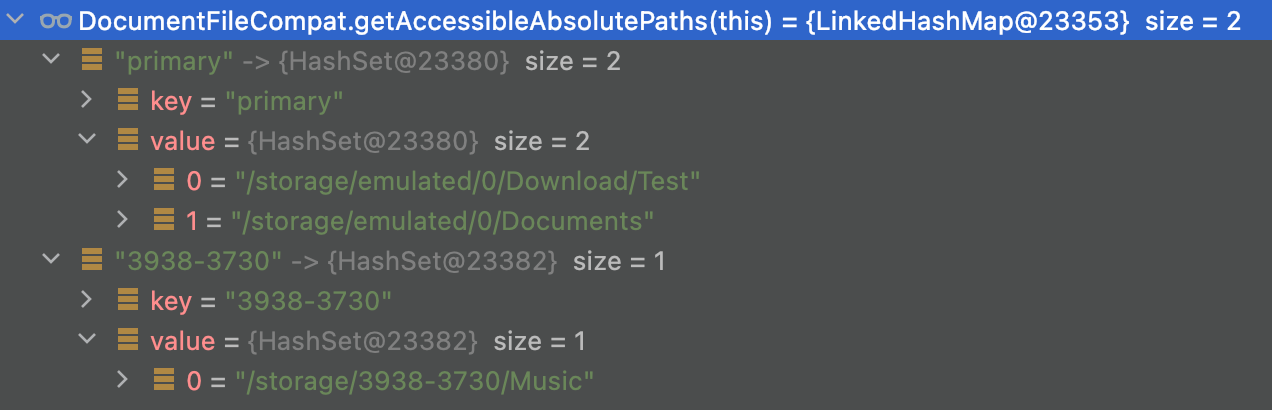 DocumentFileCompat.getAccessibleAbsolutePaths(this) = {LinkedHashMap@23353} size = 2
"primary" -> {HashSet@23380} size = 2
key = "primary"
value = {HashSet@23380} size = 2
0 = "/storage/emulated/0/Download/Test"
1 = "/storage/emulated/0/Documents"
"3938-3730" -> {HashSet@23382} size = 1
key = "3938-3730"
value = {HashSet@23382} size = 1
0 = "/storage/3938-3730/Music"